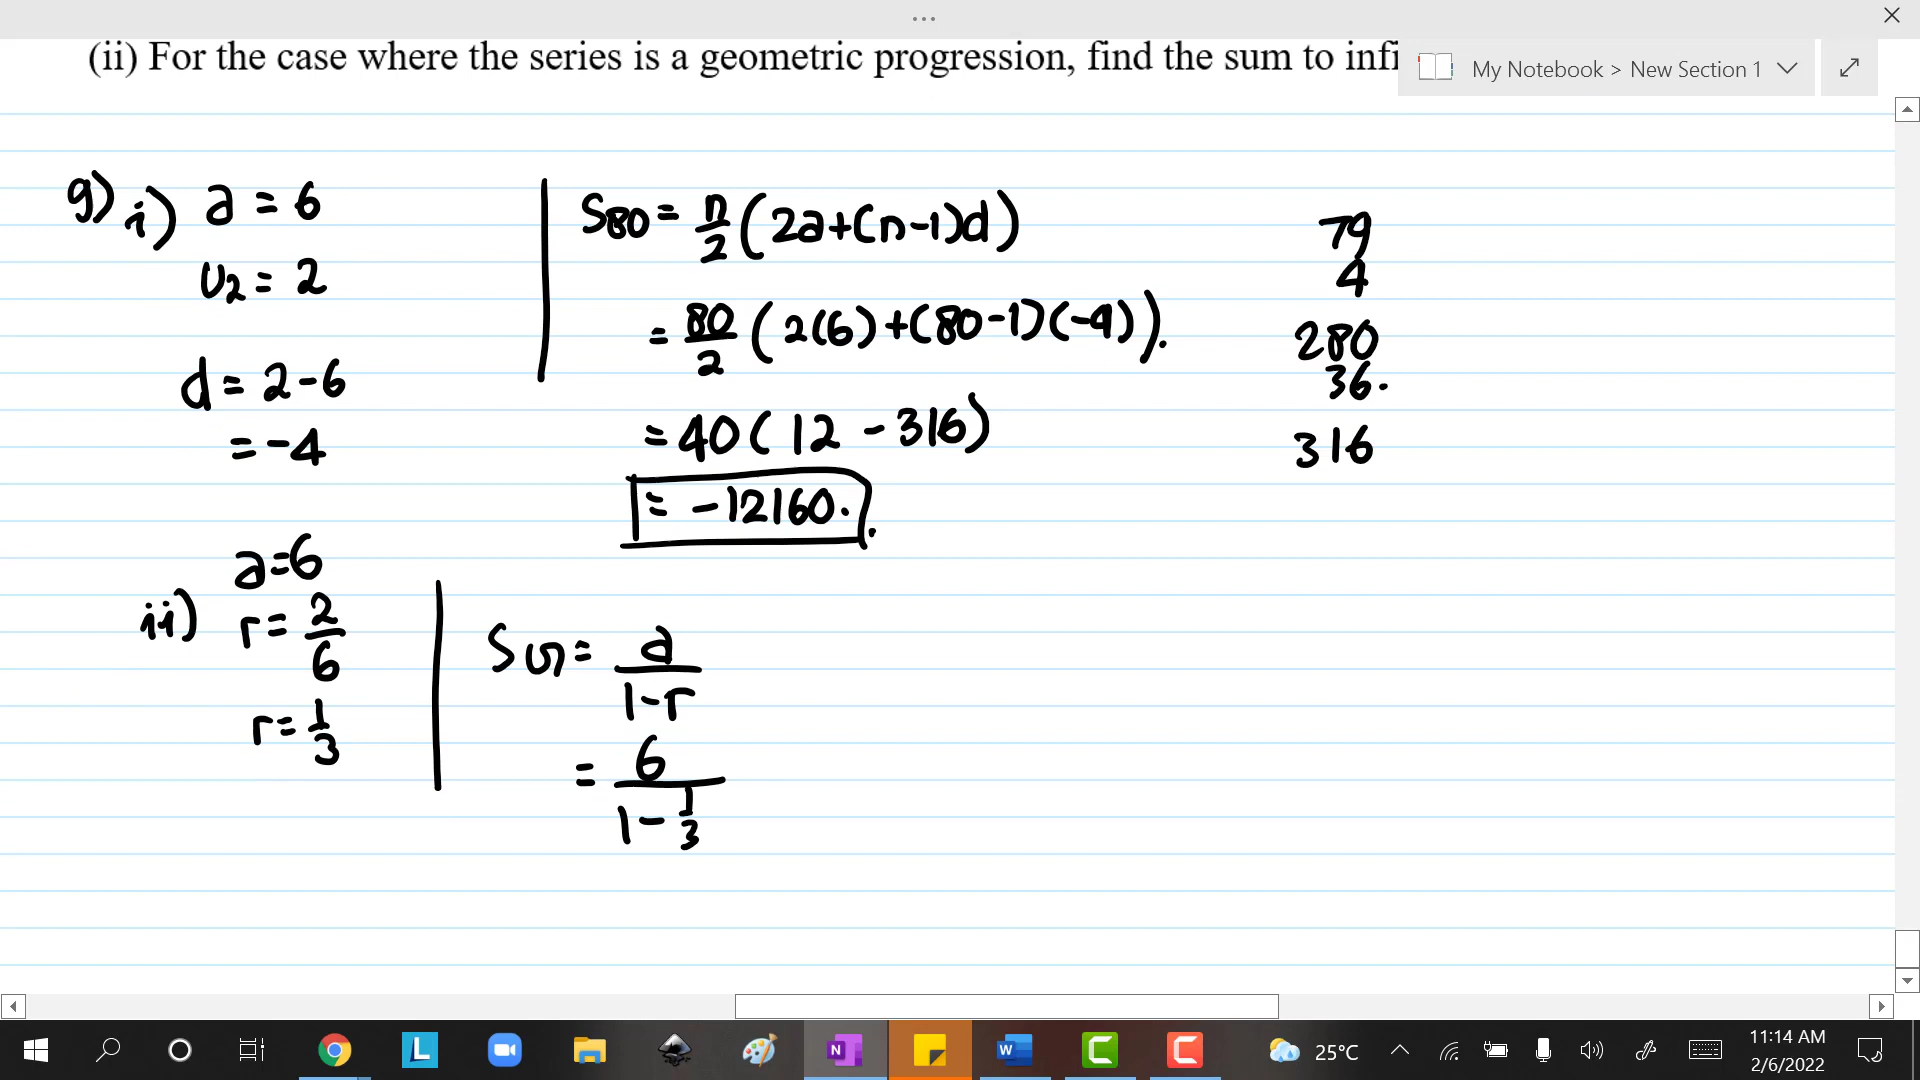 (ii) For the case where the series is a geometric progression, find the sum to infi
My Notebook > New Section 1
9) i) a = 6
U2 = 2
d = 2 - 6
= -4
S80 = n/2 (2a+(n-1)d)
= 80/2 (2(6)+(80-1)(-4)).
= 40(12 - 316)
= -12160.
79
4
280
36.
316
ii) a=6
r = 2/6
r = 1/3
S∞ = a/1-r
= 6/1-1/3
25°C
11:14 AM
2/6/2022